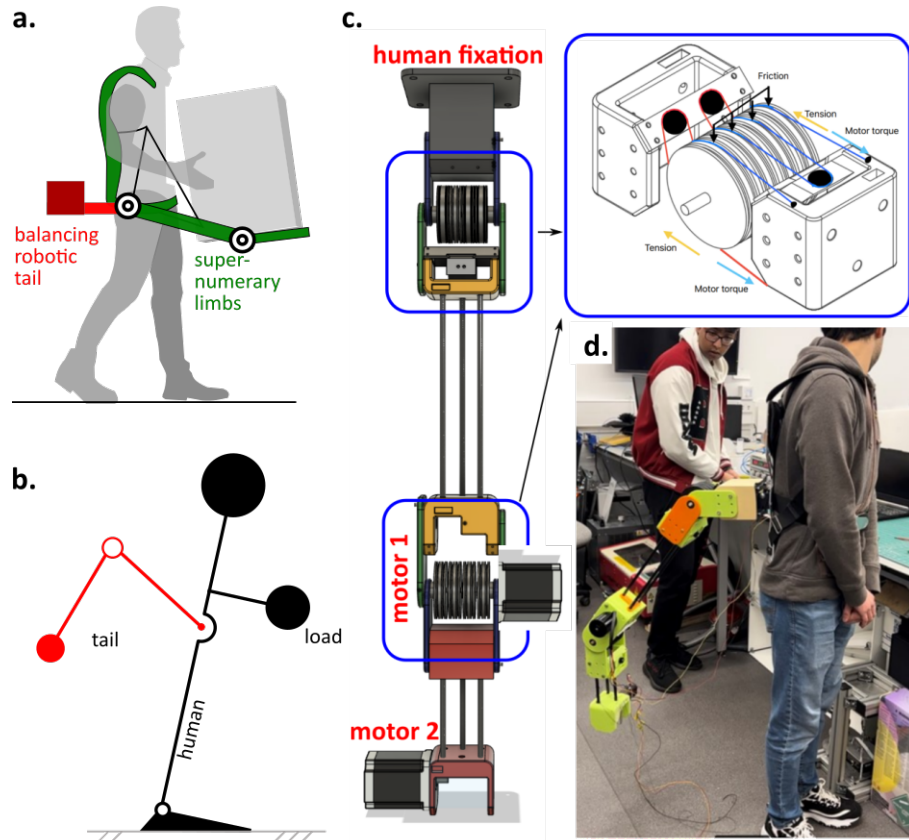 a.
balancing
robotic
tail
super-
numerary
limbs
b.
tail
load
human
c.
human fixation
motor 1
motor 2
Friction
Tension
Motor torque
Tension
Motor torque
d.